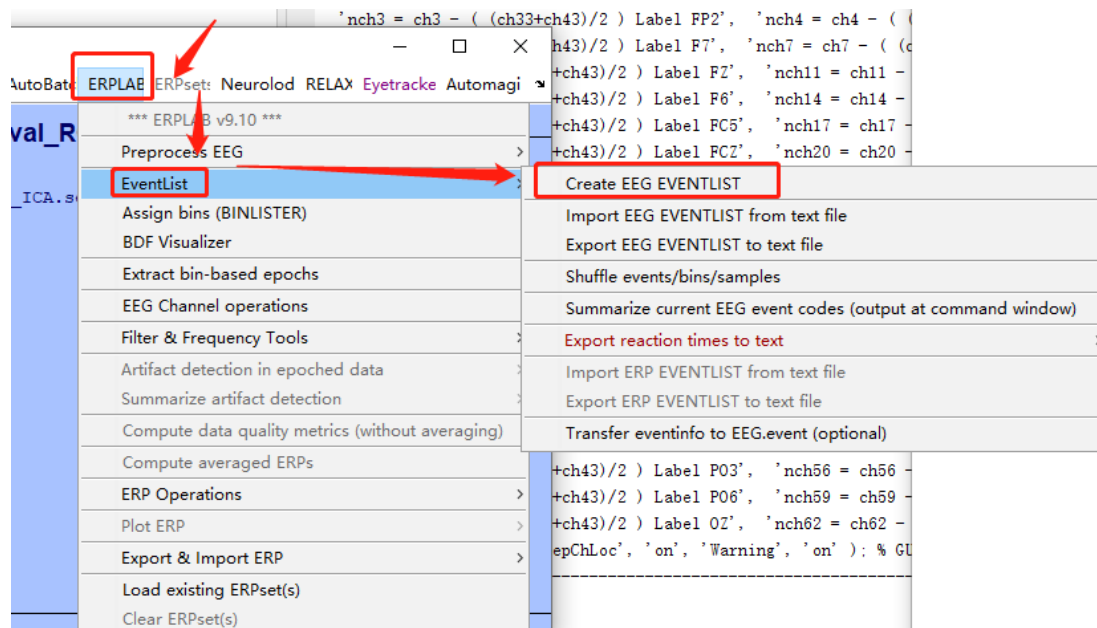 'nch3 = ch3 - ( (ch33+ch43)/2 ) Label FP2',  'nch4 = ch4 - (
h43)/2 ) Label F7',  'nch7 = ch7 - (
AutoBat ERPLAB ERPsets Neurolod RELAX Eyetracke Automagi
+ch43)/2 ) Label FZ',  'nch11 = ch11 -
+ch43)/2 ) Label F6',  'nch14 = ch14 -
*** ERPLAB v9.10 ***
val_R
+ch43)/2 ) Label FC5',  'nch17 = ch17 -
Preprocess EEG
+ch43)/2 ) Label FCZ',  'nch20 = ch20 -
EventList
Create EEG EVENTLIST
_ICA.s
Assign bins (BINLISTER)
Import EEG EVENTLIST from text file
BDF Visualizer
Export EEG EVENTLIST to text file
Extract bin-based epochs
Shuffle events/bins/samples
EEG Channel operations
Summarize current EEG event codes (output at command window)
Filter & Frequency Tools
Export reaction times to text
Artifact detection in epoched data
Import ERP EVENTLIST from text file
Summarize artifact detection
Export ERP EVENTLIST to text file
Compute data quality metrics (without averaging)
Transfer eventinfo to EEG.event (optional)
Compute averaged ERPs
+ch43)/2 ) Label PO3',  'nch56 = ch56 -
ERP Operations
+ch43)/2 ) Label PO6',  'nch59 = ch59 -
Plot ERP
+ch43)/2 ) Label OZ',  'nch62 = ch62 -
Export & Import ERP
epChLoc', 'on', 'Warning', 'on' ); % GU
Load existing ERPset(s)
Clear ERPset(s)